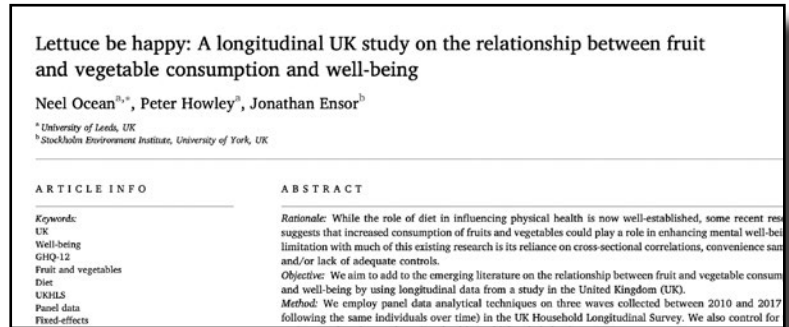 Lettuce be happy: A longitudinal UK study on the relationship between fruit
and vegetable consumption and well-being
Neel Ocean a,*, Peter Howley a, Jonathan Ensor b
a University of Leeds, UK
b Stockholm Environment Institute, University of York, UK
ARTICLE INFO
Keywords:
UK
Well-being
GHQ-12
Fruit and vegetables
Diet
UKHLS
Panel data
Fixed-effects
ABSTRACT
Rationale: While the role of diet in influencing physical health is now well-established, some recent
suggests that increased consumption of fruits and vegetables could play a role in enhancing mental
limitation with much of this existing research is its reliance on cross-sectional correlations, convenience
and/or lack of adequate controls.
Objective: We aim to add to the emerging literature on the relationship between fruit and vegetable
and well-being by using longitudinal data from a study in the United Kingdom (UK).
Method: We employ panel data analytical techniques on three waves collected between 2010 and 2017
following the same individuals over time) in the UK Household Longitudinal Survey. We also control for